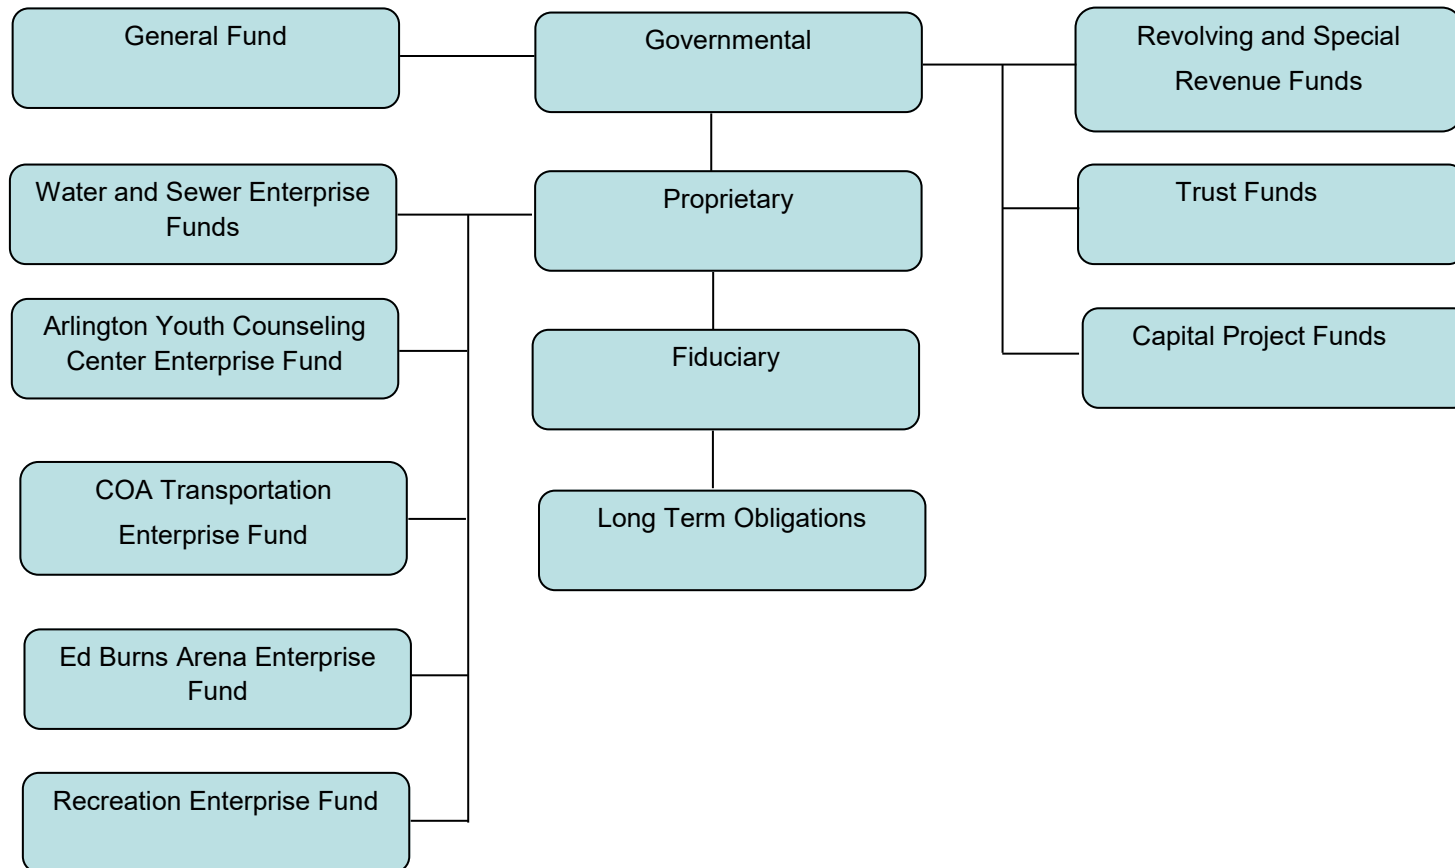 General Fund
Governmental
Revolving and Special
Revenue Funds
Water and Sewer Enterprise
Funds
Proprietary
Trust Funds
Arlington Youth Counseling
Center Enterprise Fund
Fiduciary
Capital Project Funds
COA Transportation
Enterprise Fund
Long Term Obligations
Ed Burns Arena Enterprise
Fund
Recreation Enterprise Fund